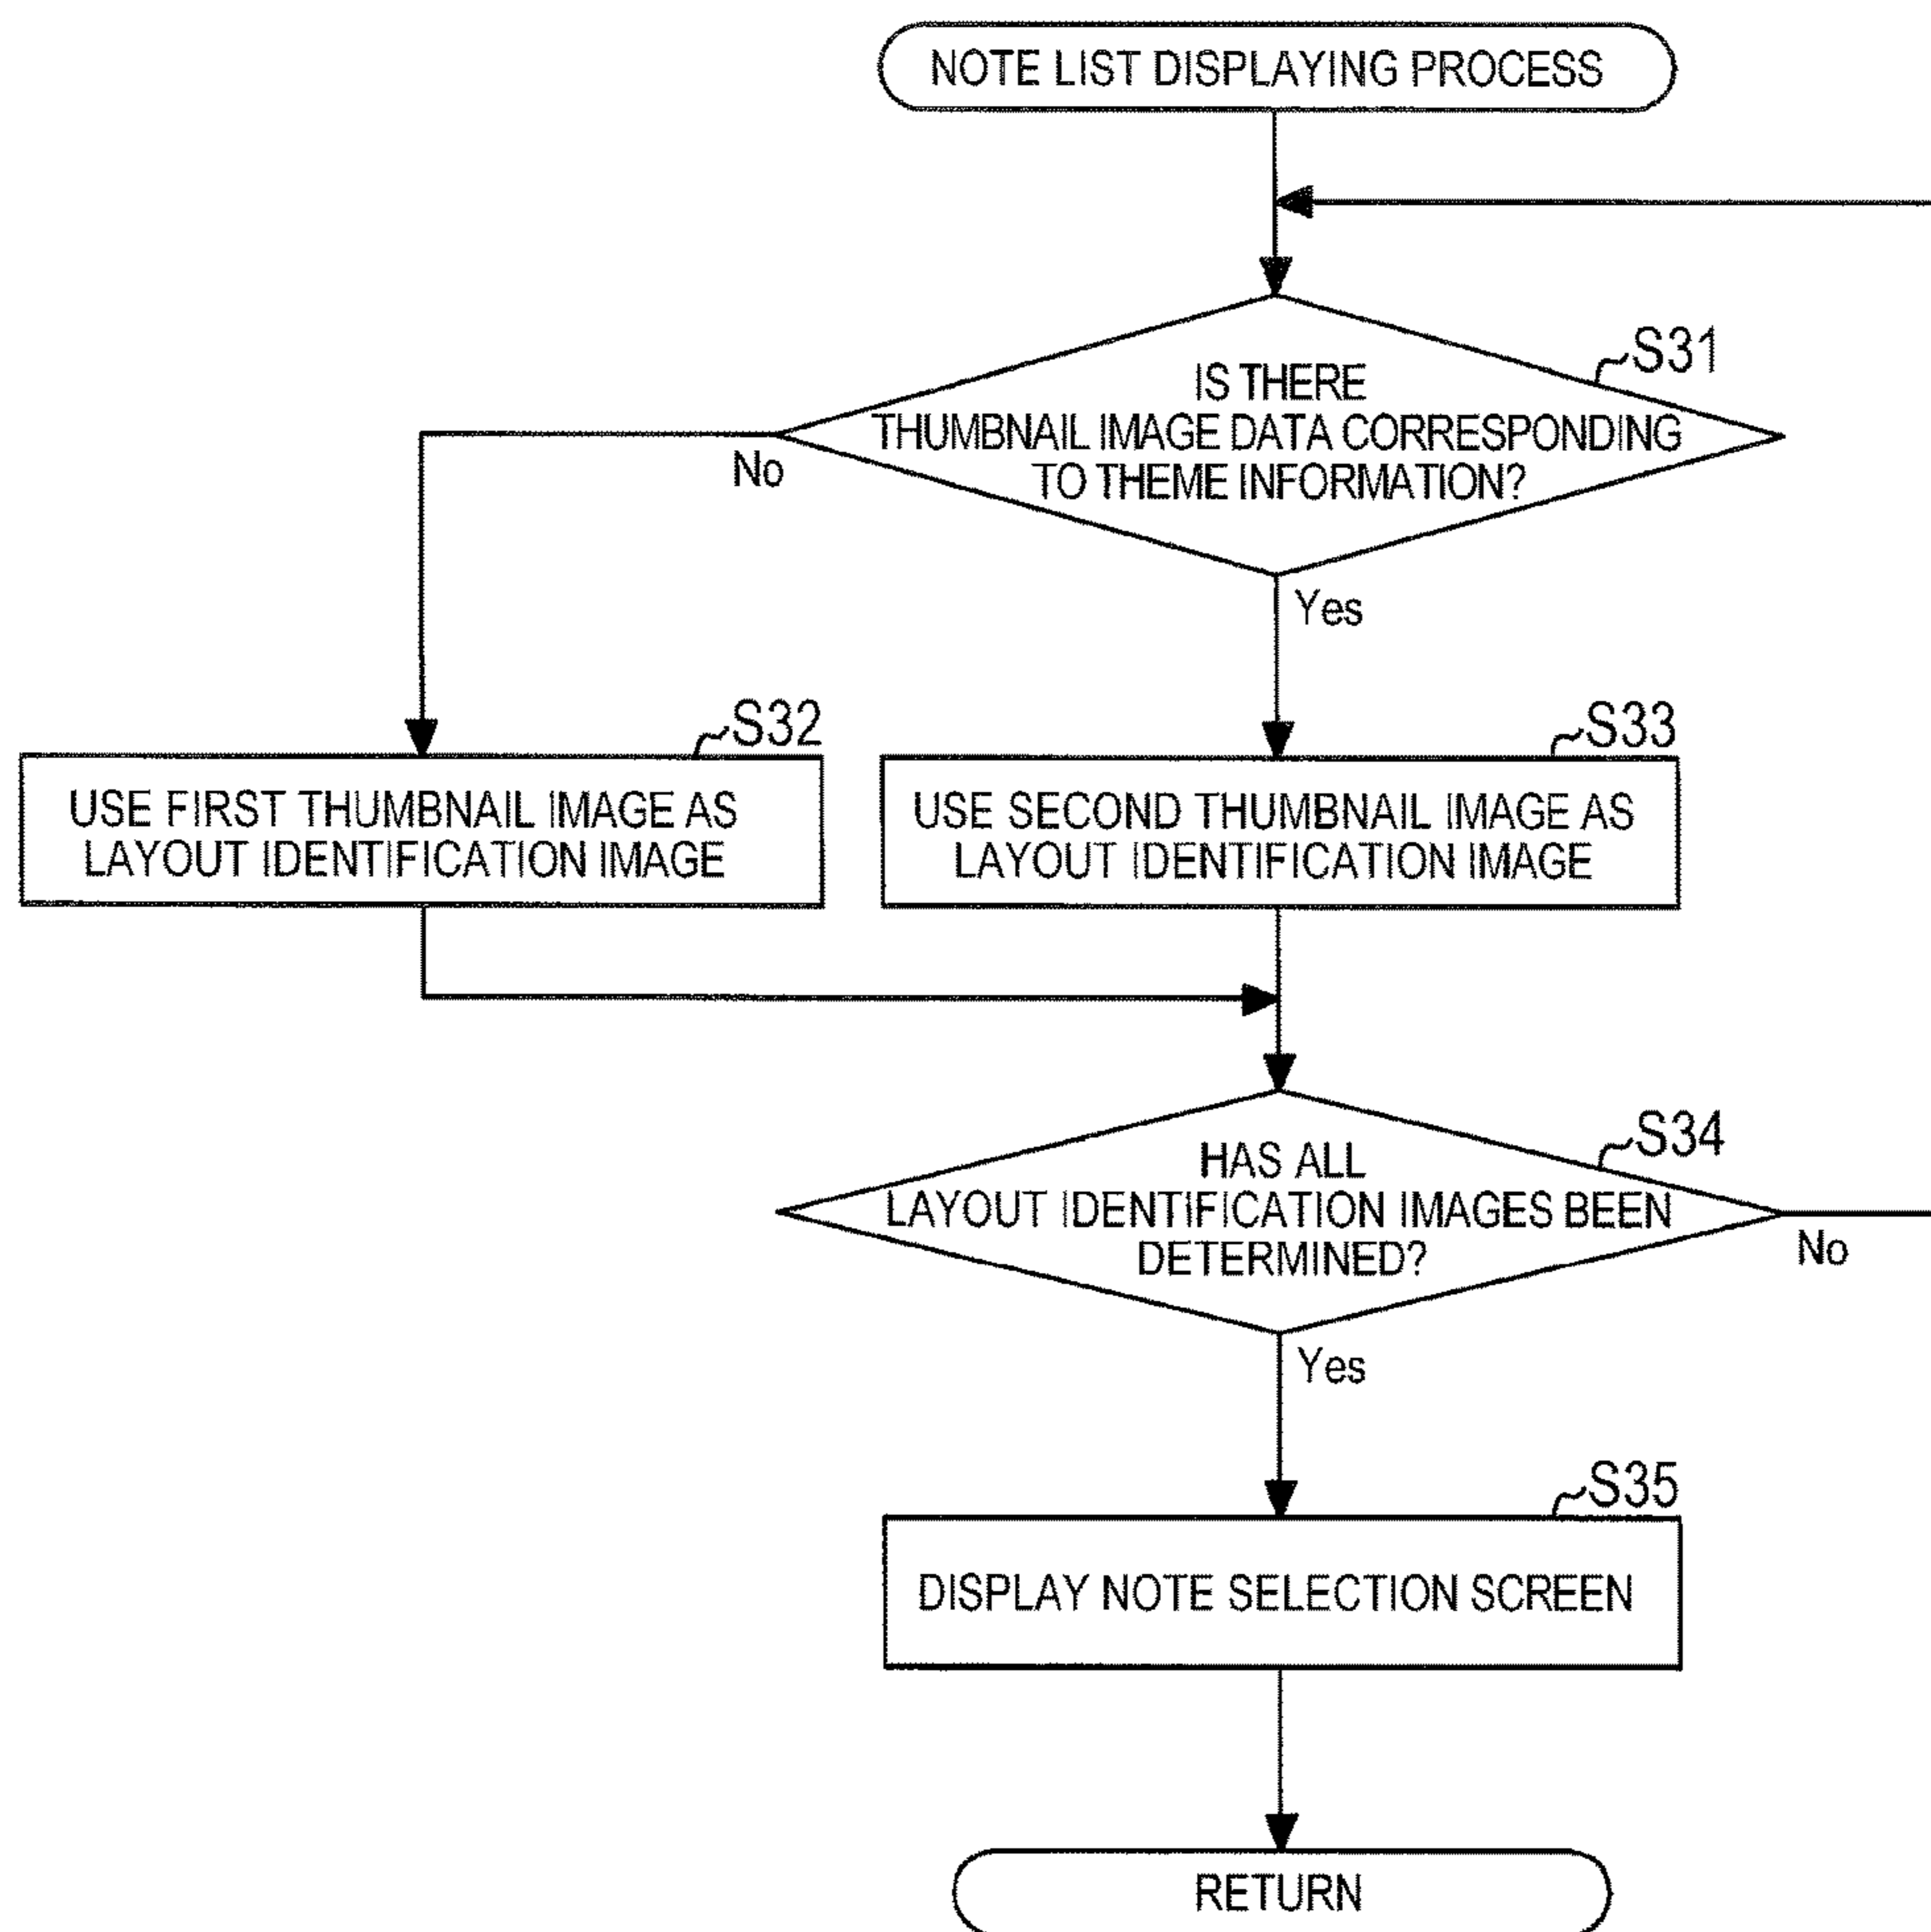 NOTE LIST DISPLAYING PROCESS
S31
IS THERE
THUMBNAIL IMAGE DATA CORRESPONDING
TO THEME INFORMATION?
No
Yes
S32
USE FIRST THUMBNAIL IMAGE AS
LAYOUT IDENTIFICATION IMAGE
S33
USE SECOND THUMBNAIL IMAGE AS
LAYOUT IDENTIFICATION IMAGE
S34
HAS ALL
LAYOUT IDENTIFICATION IMAGES BEEN
DETERMINED?
No
Yes
S35
DISPLAY NOTE SELECTION SCREEN
RETURN